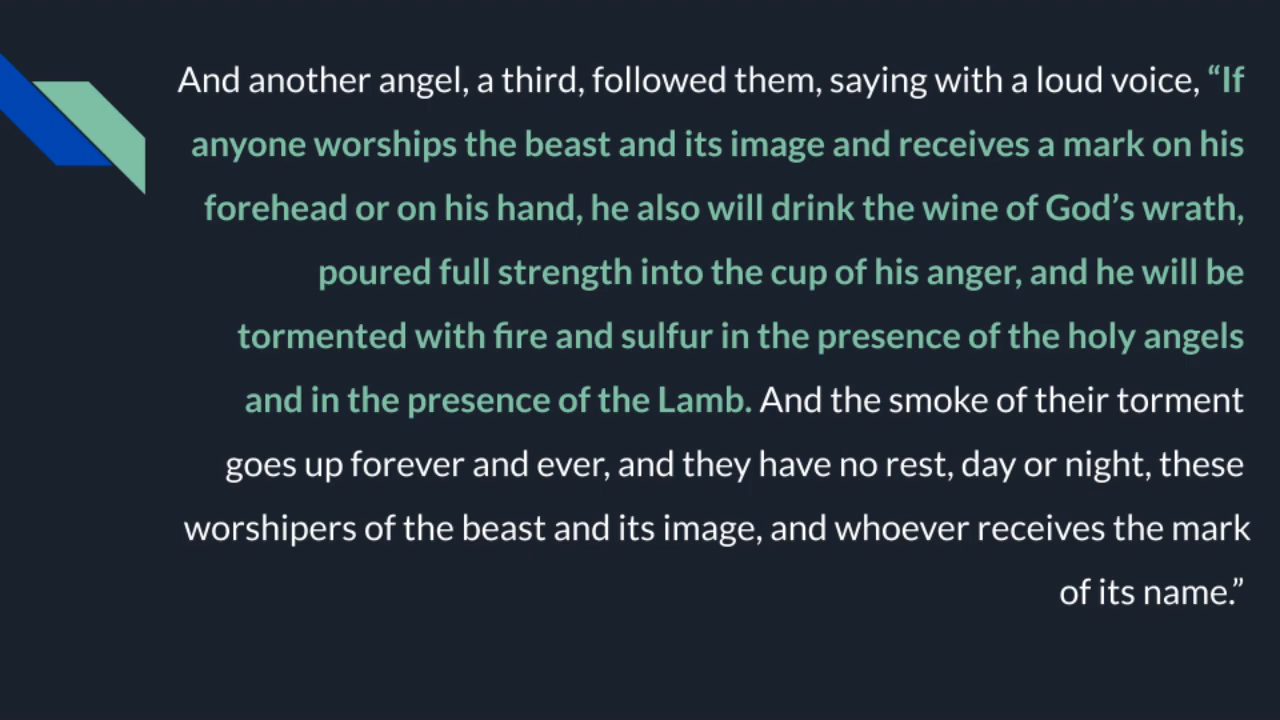 And another angel, a third, followed them, saying with a loud voice, “If
anyone worships the beast and its image and receives a mark on his
forehead or on his hand, he also will drink the wine of God’s wrath,
poured full strength into the cup of his anger, and he will be
tormented with fire and sulfur in the presence of the holy angels
and in the presence of the Lamb. And the smoke of their torment
goes up forever and ever, and they have no rest, day or night, these
worshipers of the beast and its image, and whoever receives the mark
of its name.”